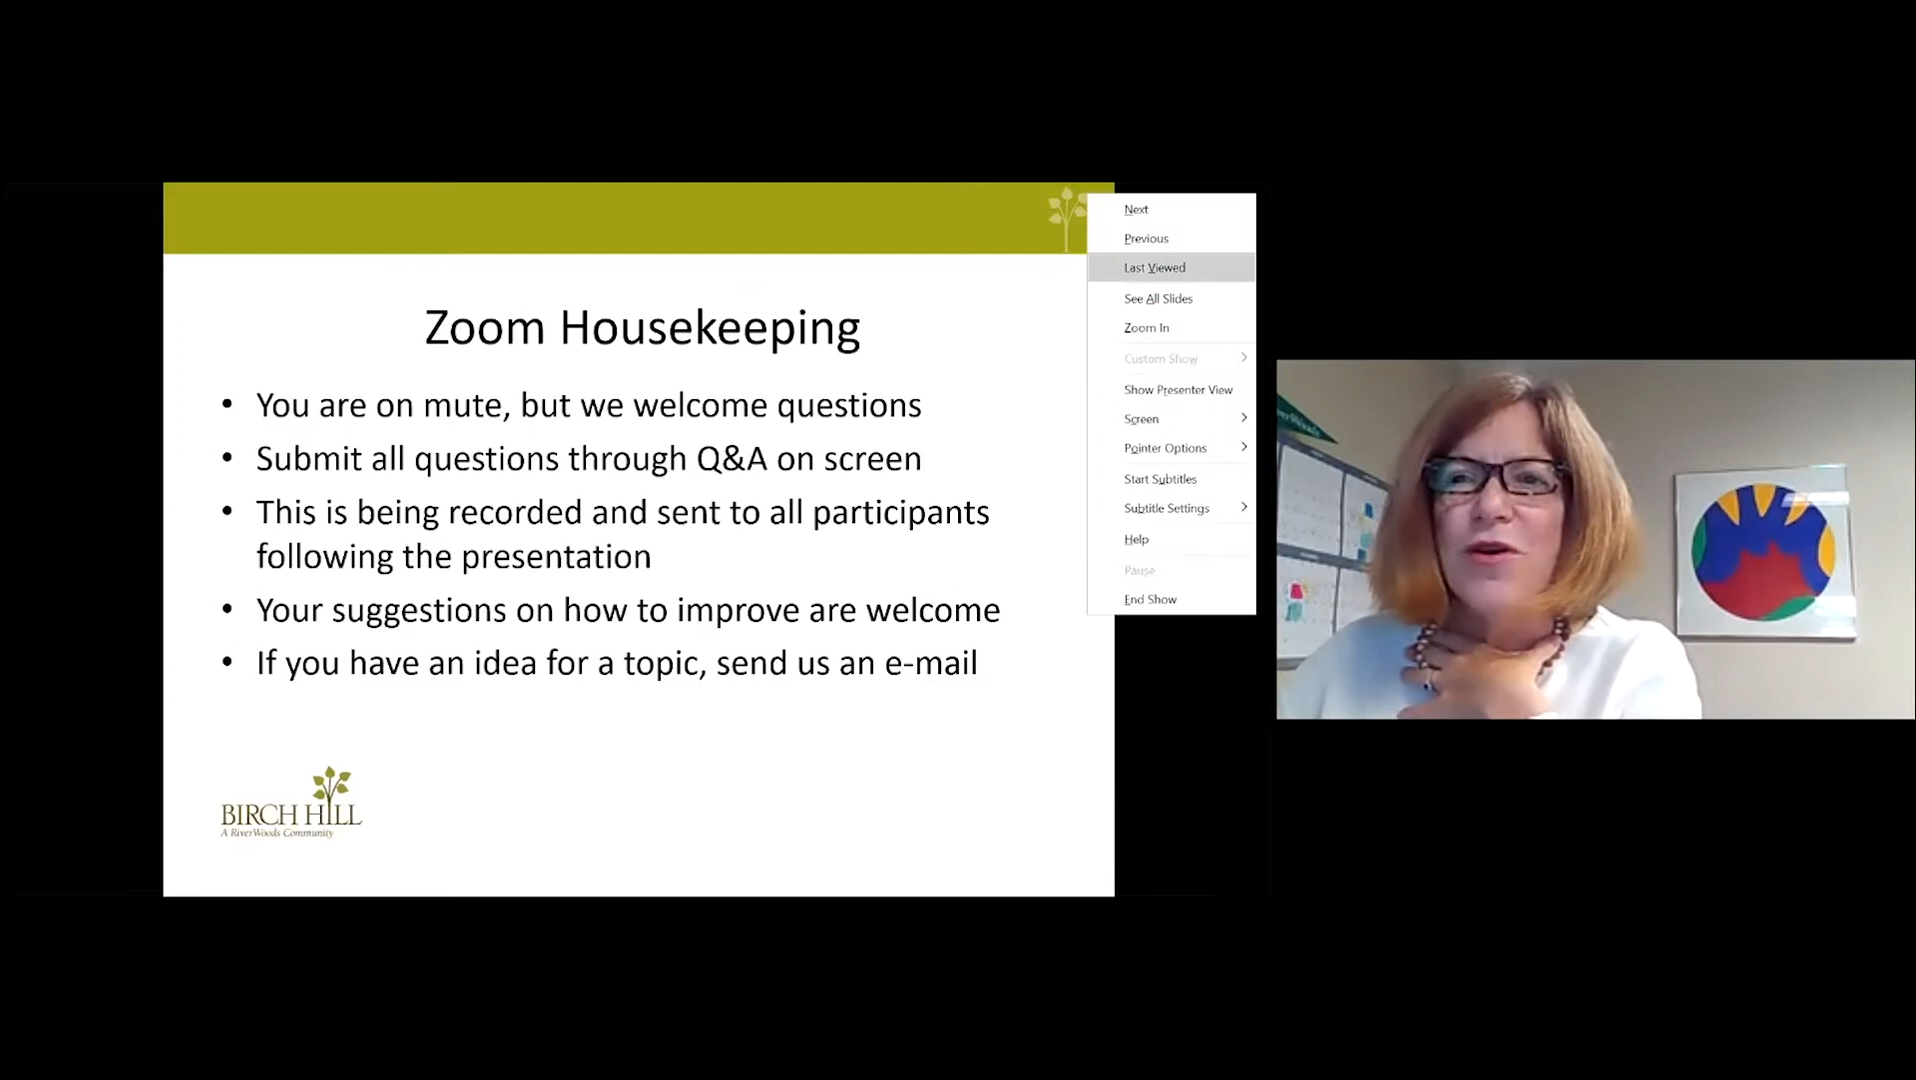 Zoom Housekeeping
• You are on mute, but we welcome questions
• Submit all questions through Q&A on screen
• This is being recorded and sent to all participants
following the presentation
• Your suggestions on how to improve are welcome
• If you have an idea for a topic, send us an e-mail
BIRCH HILL
A RiverWoods Community
Next
Previous
Last Viewed
See All Slides
Zoom In
Custom Show
Show Presenter View
Screen
Pointer Options
Start Subtitles
Subtitle Settings
Help
Pause
End Show